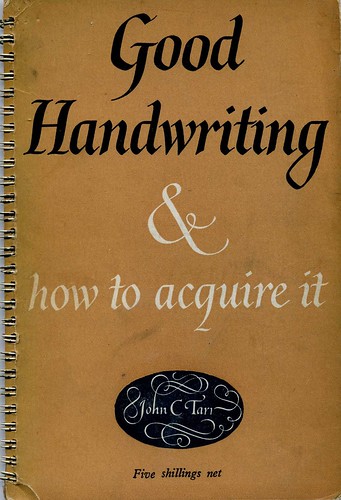 Good
Handwriting
&
how to acquire it
John C Tarr
Five shillings net